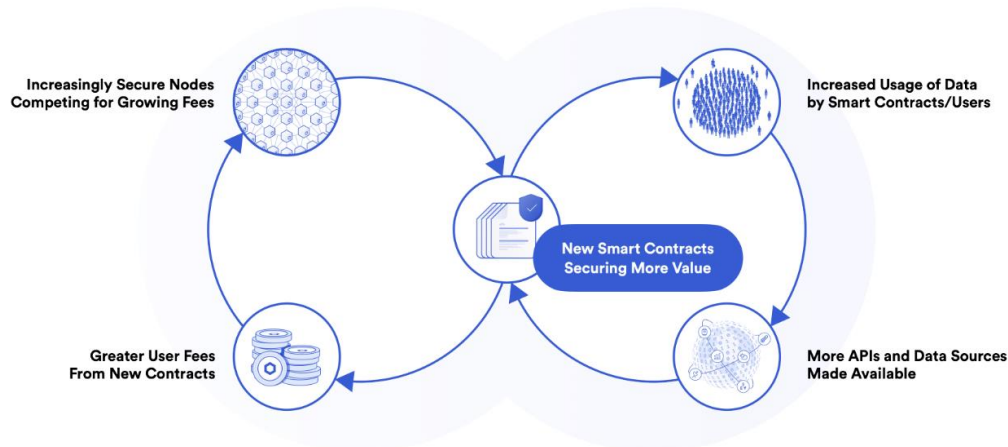 Increasingly Secure Nodes
Competing for Growing Fees
Increased Usage of Data
by Smart Contracts/Users
New Smart Contracts
Securing More Value
Greater User Fees
From New Contracts
More APIs and Data Sources
Made Available